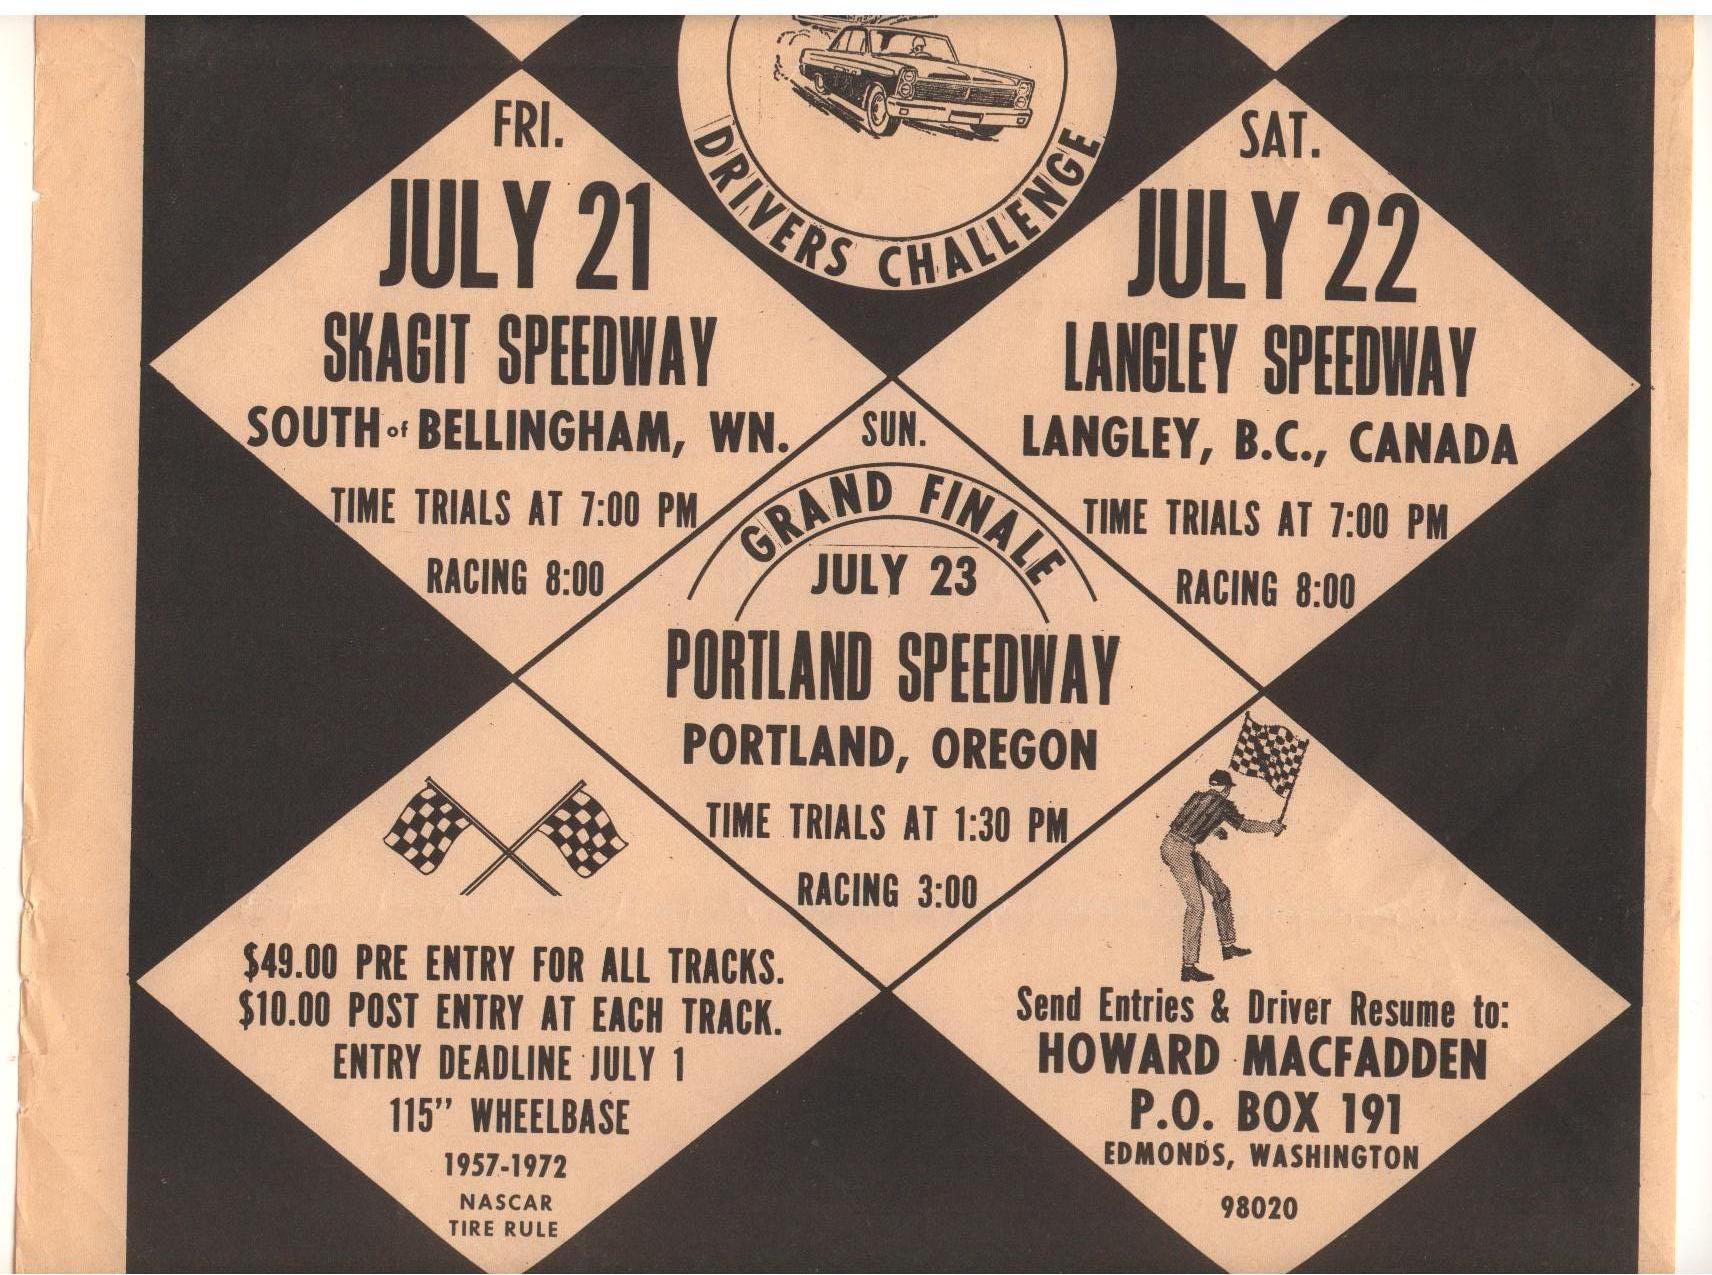 DRIVERS CHALLENGE
FRI.
JULY 21
SKAGIT SPEEDWAY
SOUTH of BELLINGHAM, WN.
TIME TRIALS AT 7:00 PM
RACING 8:00
SAT.
JULY 22
LANGLEY SPEEDWAY
LANGLEY, B.C., CANADA
TIME TRIALS AT 7:00 PM
RACING 8:00
SUN.
GRAND FINALE
JULY 23
PORTLAND SPEEDWAY
PORTLAND, OREGON
TIME TRIALS AT 1:30 PM
RACING 3:00
$49.00 PRE ENTRY FOR ALL TRACKS.
$10.00 POST ENTRY AT EACH TRACK.
ENTRY DEADLINE JULY 1
115" WHEELBASE
1957-1972
NASCAR
TIRE RULE
Send Entries & Driver Resume to:
HOWARD MACFADDEN
P.O. BOX 191
EDMONDS, WASHINGTON
98020